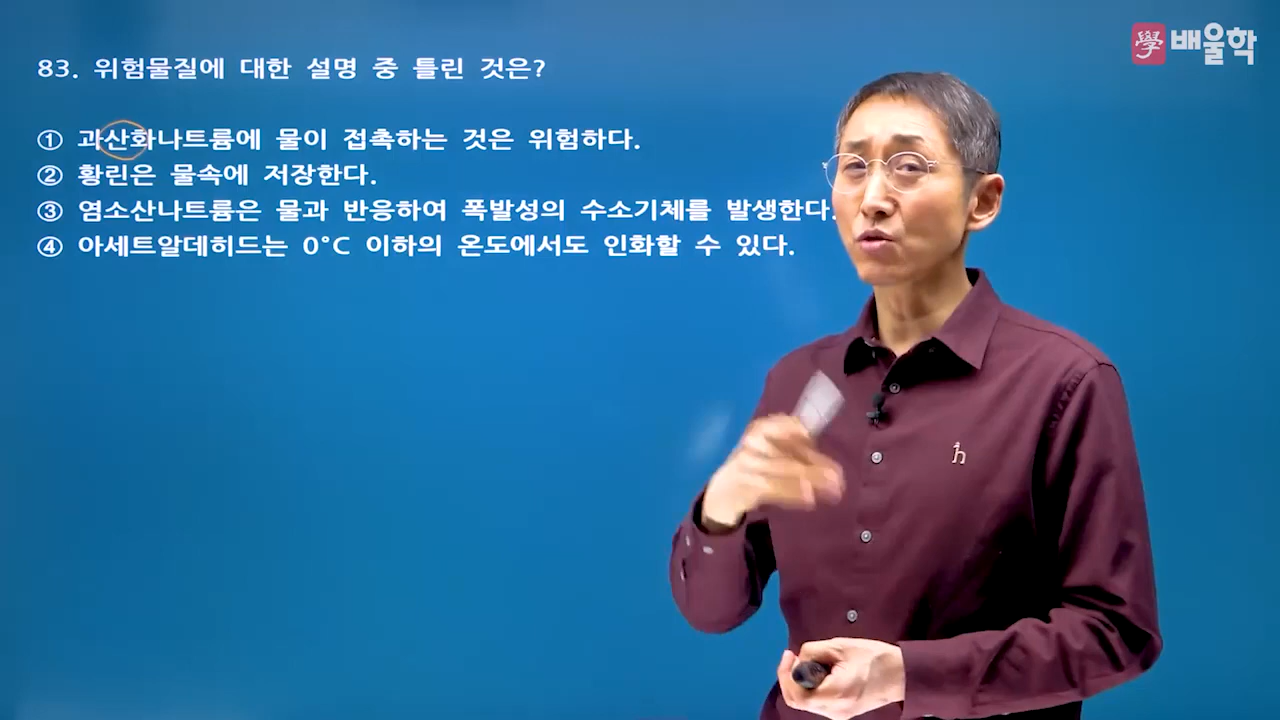 83. 위험물질에 대한 설명 중 틀린 것은?
① 과산화나트륨에 물이 접촉하는 것은 위험하다.
② 황린은 물속에 저장한다.
③ 염소산나트륨은 물과 반응하여 폭발성의 수소기체를 발생한다.
④ 아세트알데히드는 0°C 이하의 온도에서도 인화할 수 있다.
學 배울학
h